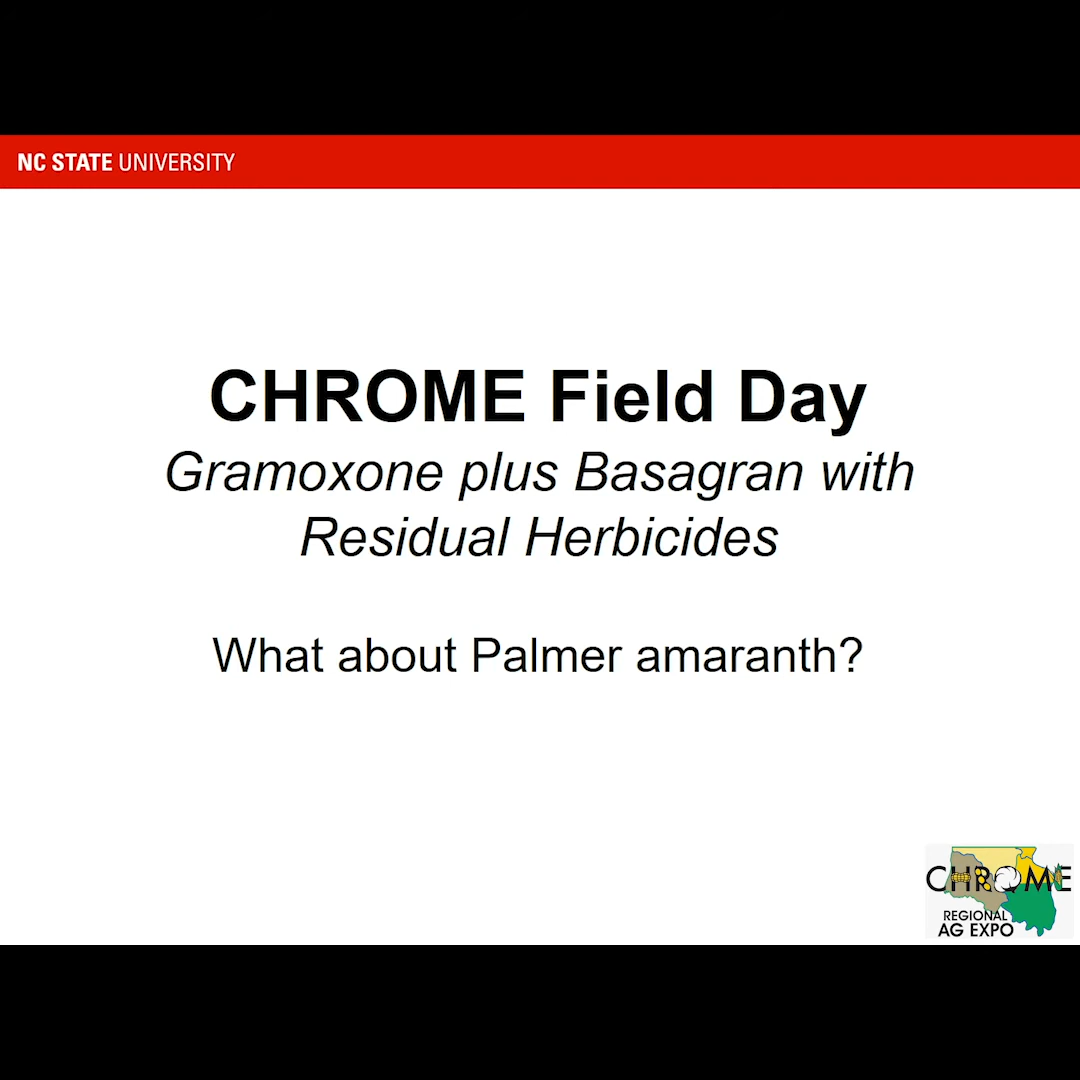 NC STATE UNIVERSITY
CHROME Field Day
Gramoxone plus Basagran with
Residual Herbicides
What about Palmer amaranth?
CHROME
REGIONAL
AG EXPO